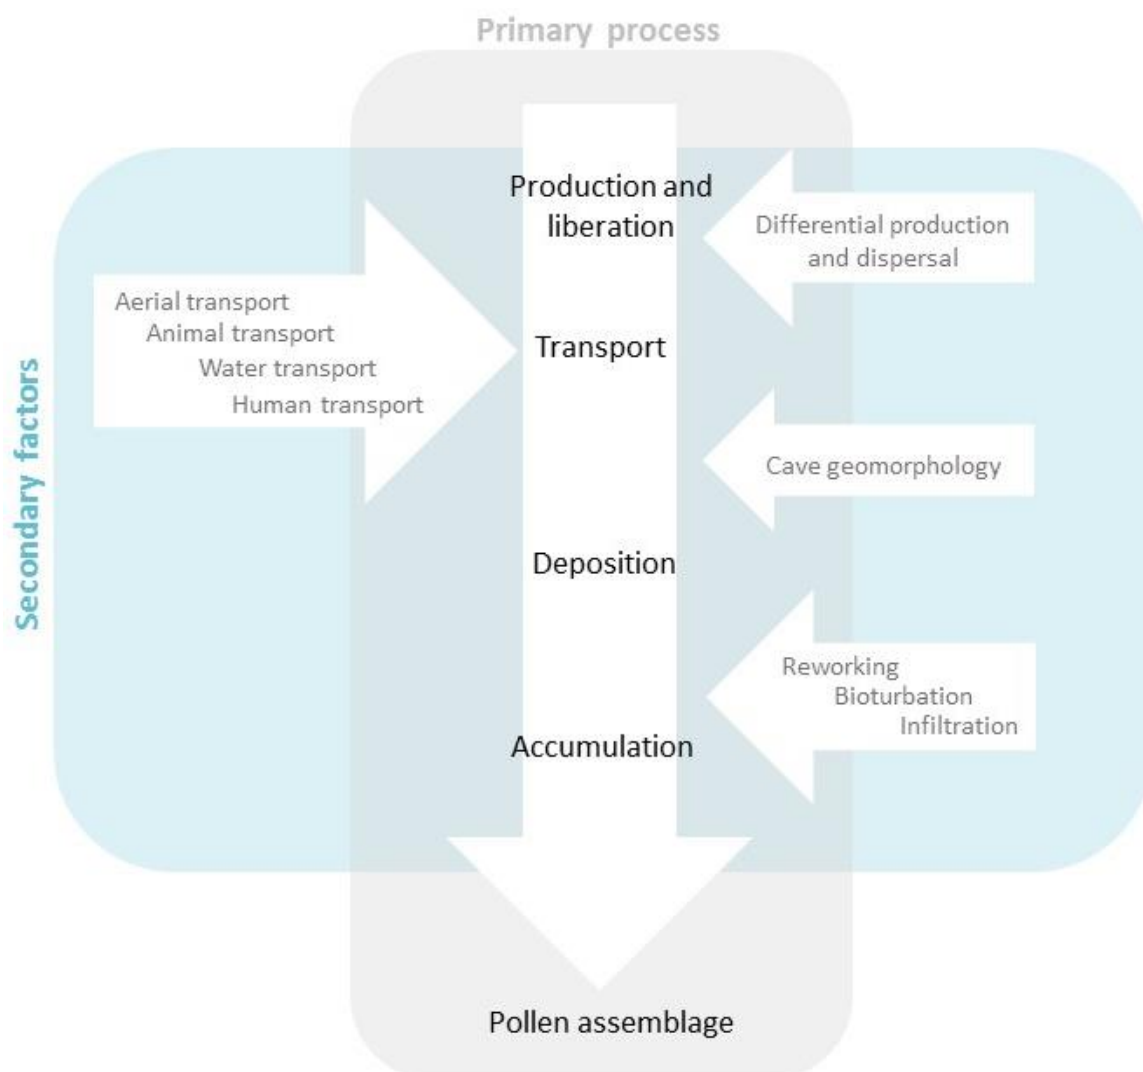 Primary process
Production and
liberation
Differential production
and dispersal
Aerial transport
Animal transport
Water transport
Human transport
Transport
Cave geomorphology
Secondary factors
Deposition
Reworking
Bioturbation
Infiltration
Accumulation
Pollen assemblage